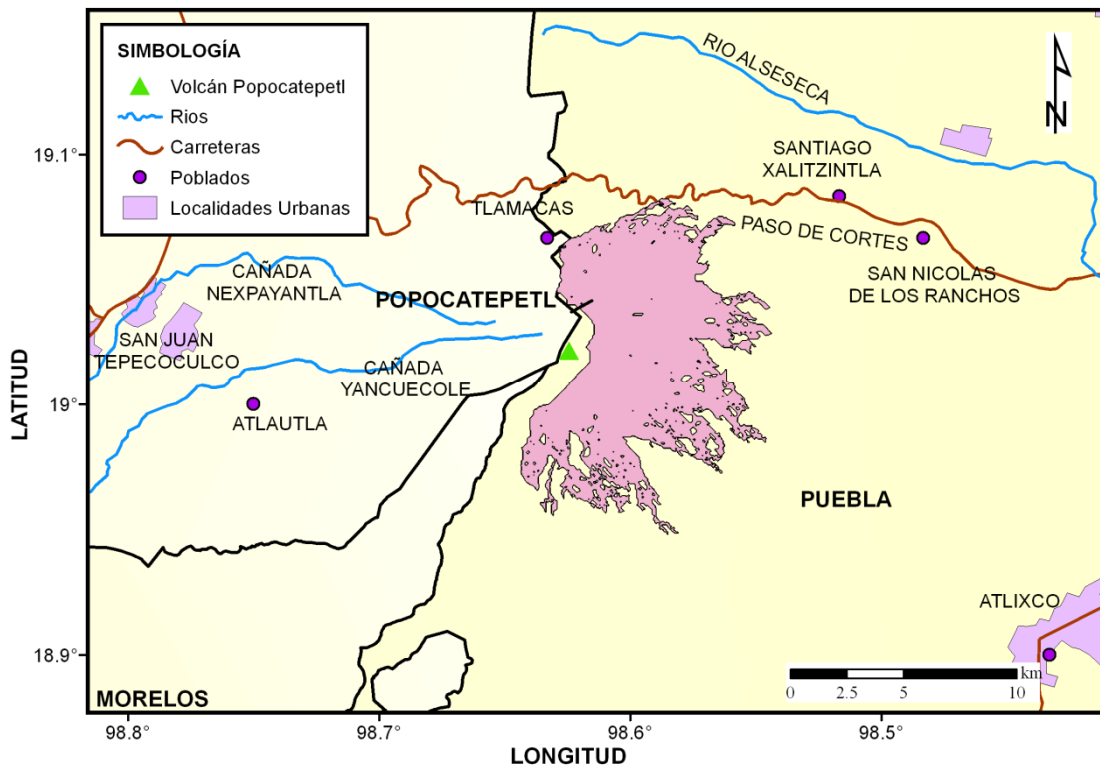 SIMBOLOGÍA
Volcán Popocatepetl
Rios
Carreteras
Poblados
Localidades Urbanas
RIO ALSESECA
N
SANTIAGO
XALITZINTLA
TLAMACAS
PASO DE CORTES
SAN NICOLAS
DE LOS RANCHOS
CAÑADA
NEXPAYANTLA
POPOCATEPETL
SAN JUAN
TEPECOCULCO
CAÑADA
YANCUECOLE
ATLAUTLA
PUEBLA
ATLIXCO
MORELOS
km
0 2.5 5 10
19.1°
19°
18.9°
LATITUD
98.8° 98.7° 98.6° 98.5°
LONGITUD